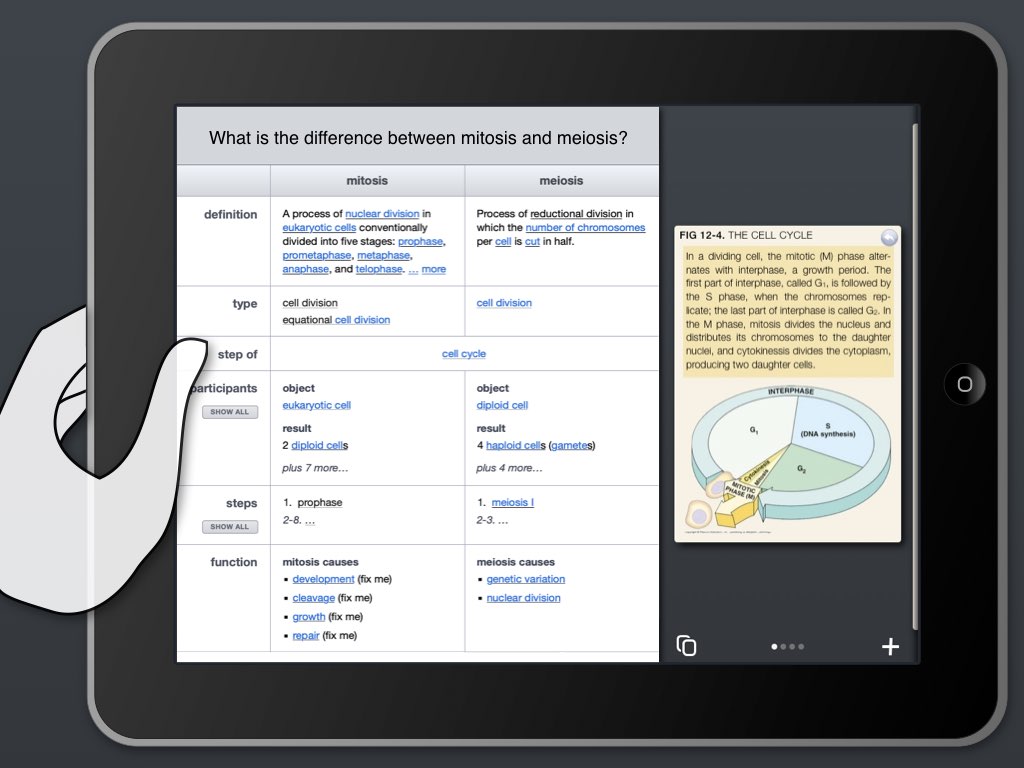 What is the difference between mitosis and meiosis?
mitosis
meiosis
definition
A process of nuclear division in
eukaryotic cells conventionally
divided into five stages: prophase,
prometaphase, metaphase,
anaphase, and telophase. ... more
Process of reductional division in
which the number of chromosomes
per cell is cut in half.
type
cell division
equational cell division
cell division
step of
cell cycle
participants
SHOW ALL
object
eukaryotic cell
result
2 diploid cells
plus 7 more...
object
diploid cell
result
4 haploid cells (gametes)
plus 4 more...
steps
SHOW ALL
1. prophase
2-8. ...
1. meiosis I
2-3. ...
function
mitosis causes
▪ development (fix me)
▪ cleavage (fix me)
▪ growth (fix me)
▪ repair (fix me)
meiosis causes
▪ genetic variation
▪ nuclear division
FIG 12-4. THE CELL CYCLE
In a dividing cell, the mitotic (M) phase alter-
nates with interphase, a growth period. The
first part of interphase, called G1, is followed by
the S phase, when the chromosomes rep-
licate; the last part of interphase is called G2. In
the M phase, mitosis divides the nucleus and
distributes its chromosomes to the daughter
nuclei, and cytokinesis divides the cytoplasm,
producing two daughter cells.
INTERPHASE
G1
S
(DNA synthesis)
G2
Cytokinesis
Mitosis
MITOTIC
PHASE (M)